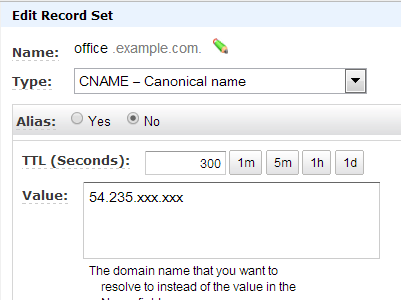 Edit Record Set
Name: office .example.com.
Type: CNAME – Canonical name
Alias: Yes No
TTL (Seconds): 300 1m 5m 1h 1d
Value: 54.235.xxx.xxx
The domain name that you want to
resolve to instead of the value in the